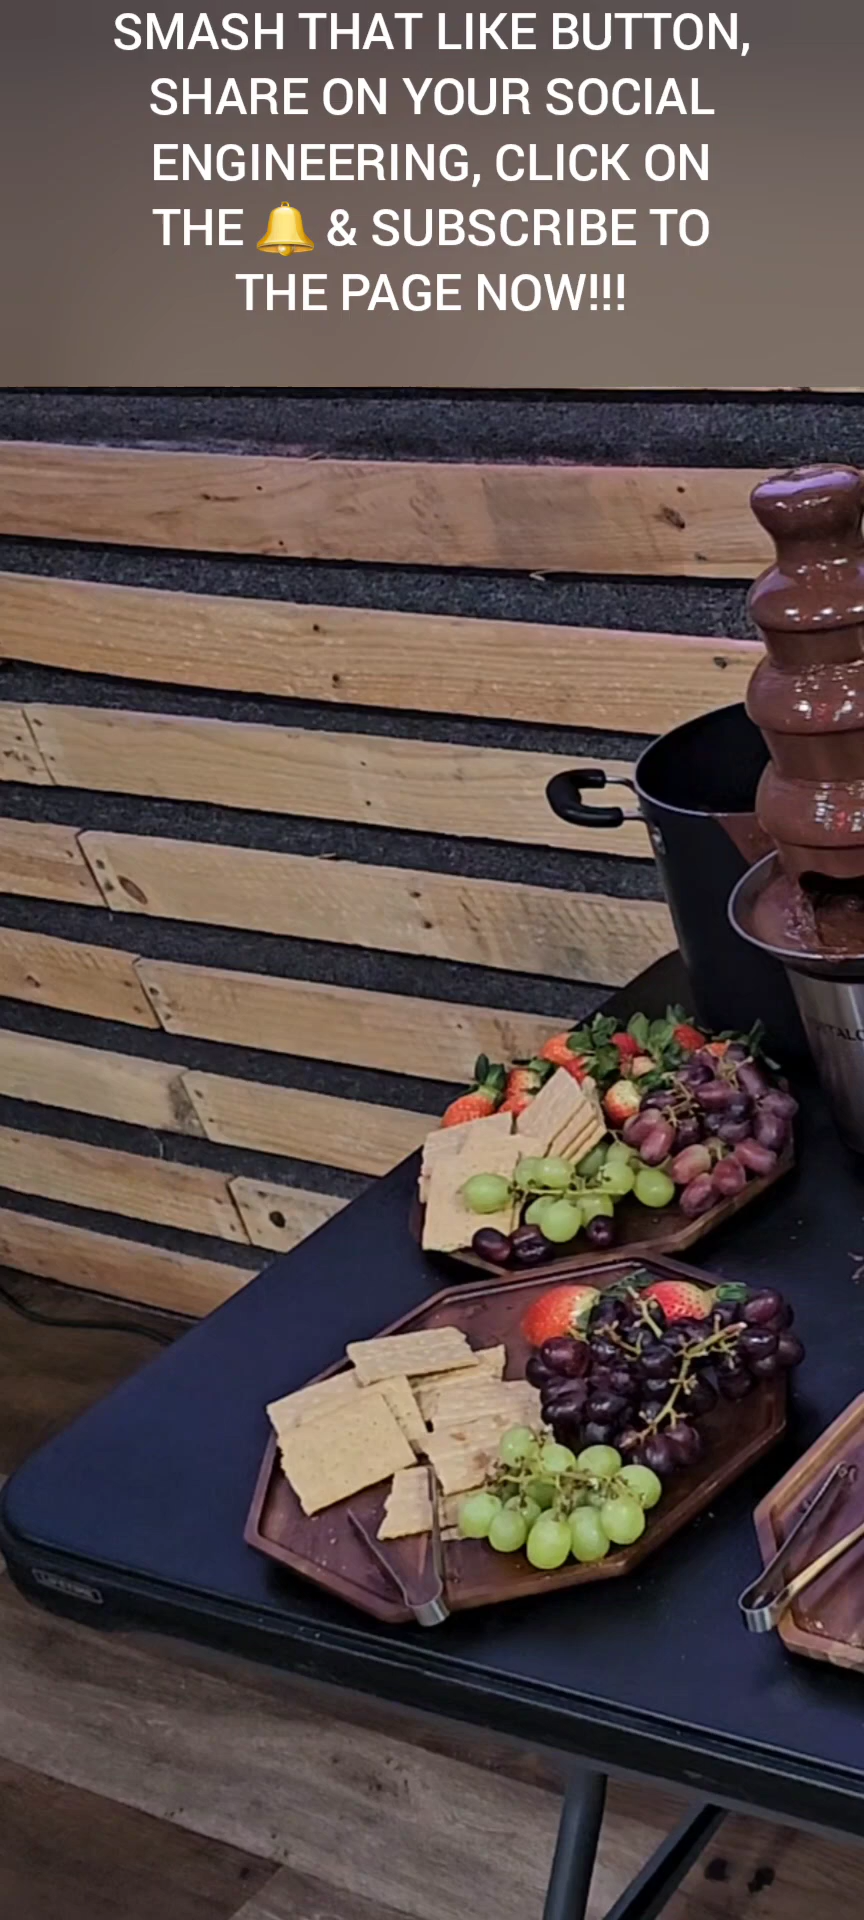 SMASH THAT LIKE BUTTON,
SHARE ON YOUR SOCIAL
ENGINEERING, CLICK ON
THE 🔔 & SUBSCRIBE TO
THE PAGE NOW!!!